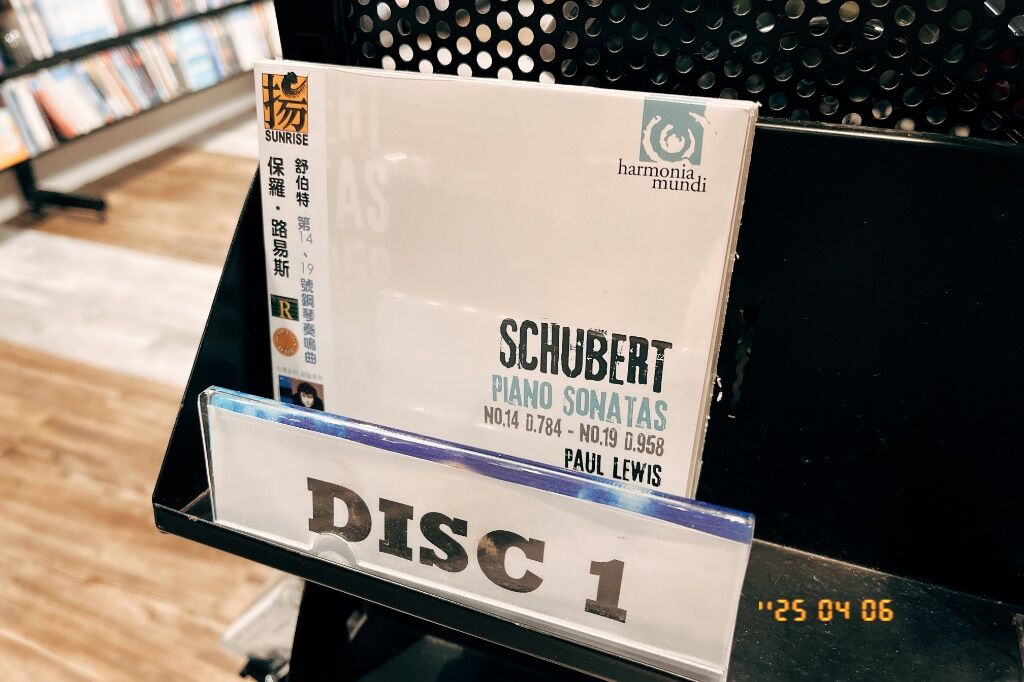 揚
SUNRISE
舒伯特 第14、19號鋼琴奏鳴曲
保羅·路易斯
R
harmonia
mundi
SCHUBERT
PIANO SONATAS
NO.14 D.784 - NO.19 D.958
PAUL LEWIS
DISC 1
'25 04 06